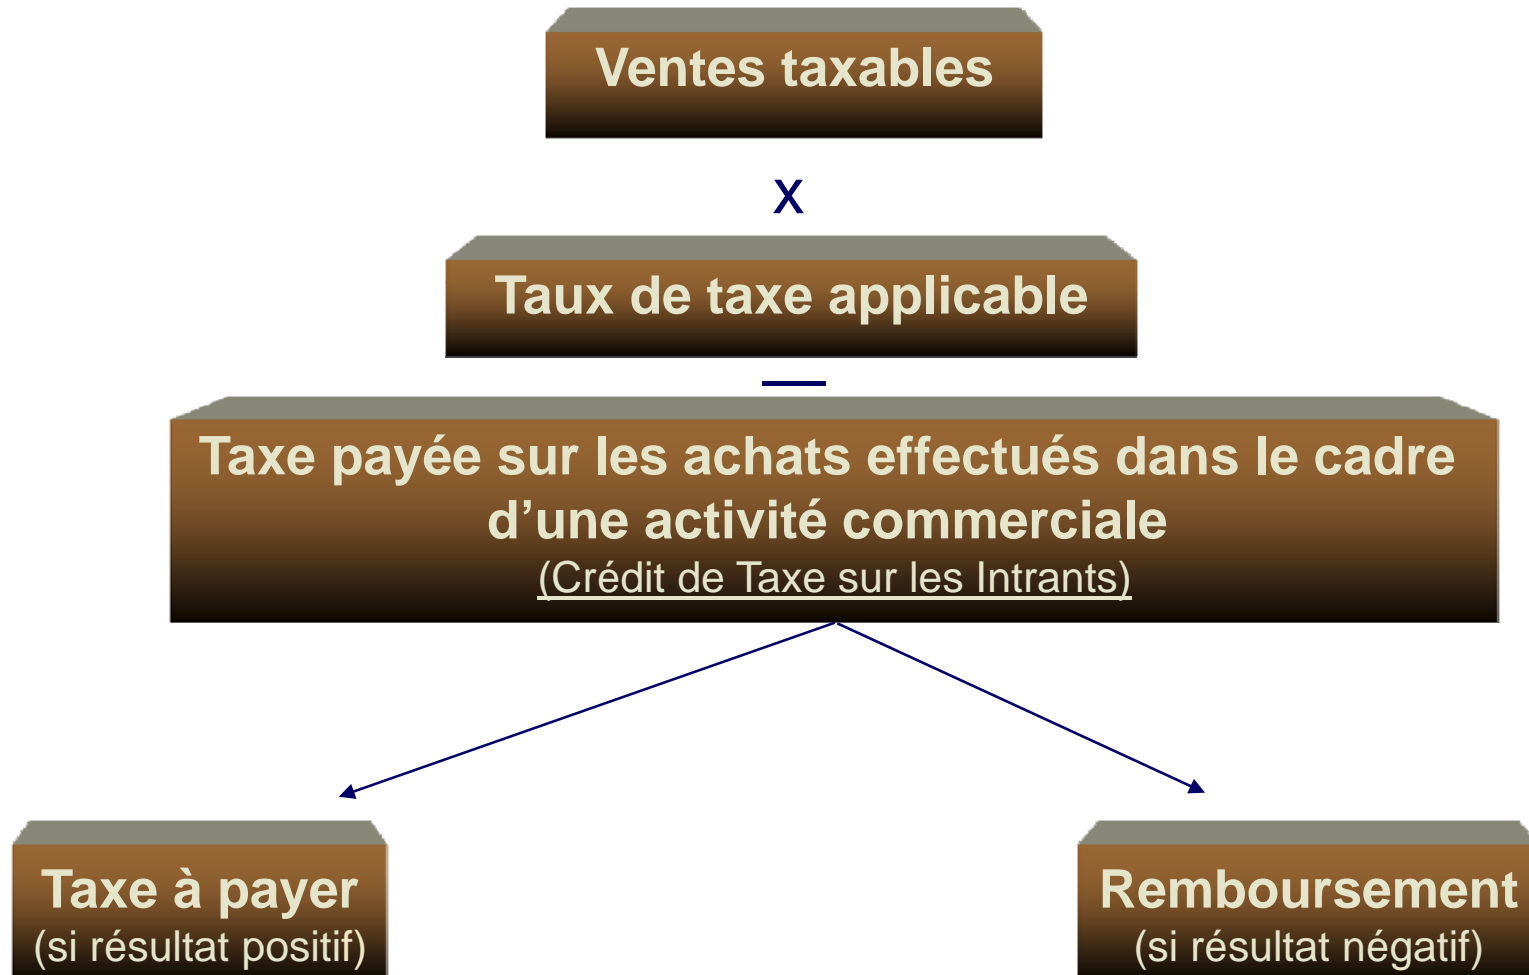 Ventes taxables
x
Taux de taxe applicable
—
Taxe payée sur les achats effectués dans le cadre
d’une activité commerciale
(Crédit de Taxe sur les Intrants)
Taxe à payer
(si résultat positif)
Remboursement
(si résultat négatif)